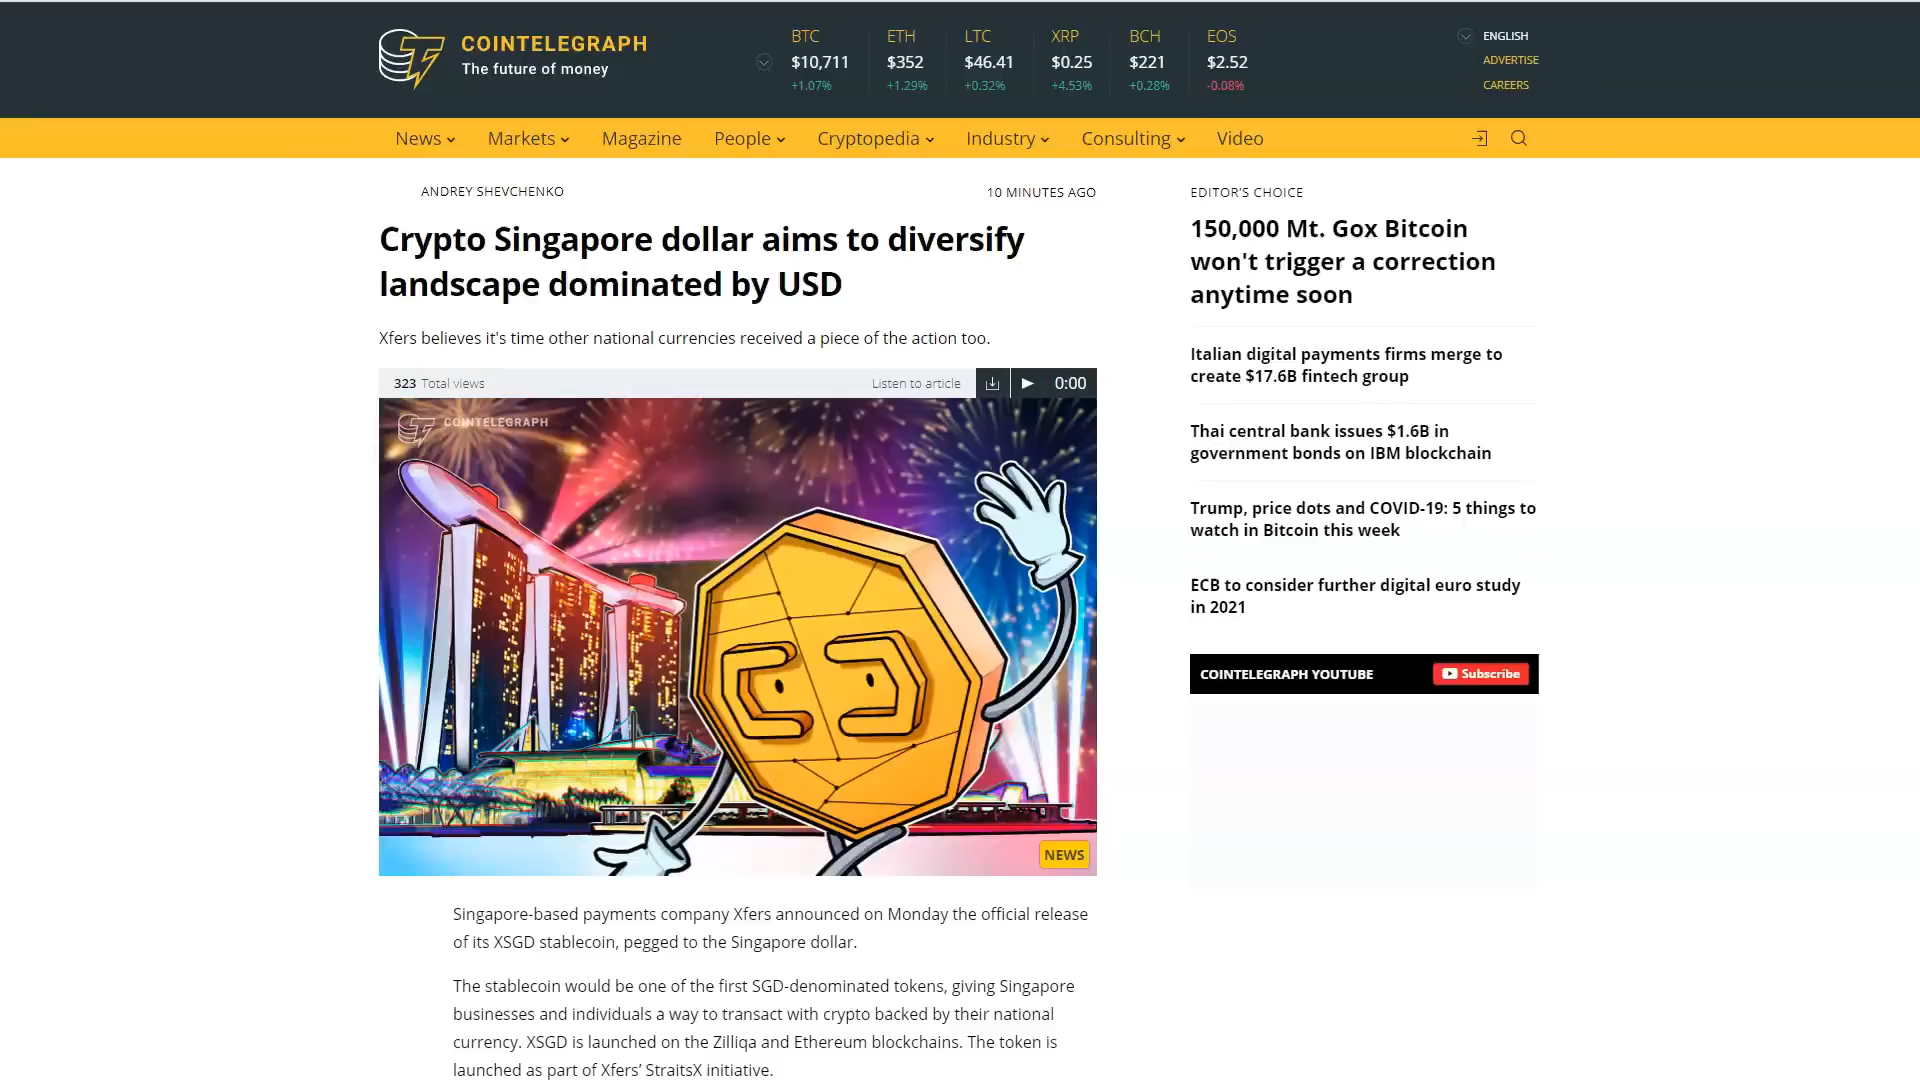 COINTELEGRAPH
The future of money
BTC
$10,711
+1.07%
ETH
$352
+1.29%
LTC
$46.41
+0.32%
XRP
$0.25
+4.53%
BCH
$221
+0.28%
EOS
$2.52
-0.08%
ENGLISH
ADVERTISE
CAREERS
News Markets Magazine People Cryptopedia Industry Consulting Video
ANDREY SHEVCHENKO
10 MINUTES AGO
Crypto Singapore dollar aims to diversify
landscape dominated by USD
Xfers believes it's time other national currencies received a piece of the action too.
323 Total views
Listen to article
0:00
COINTELEGRAPH
NEWS
Singapore-based payments company Xfers announced on Monday the official release
of its XSGD stablecoin, pegged to the Singapore dollar.
The stablecoin would be one of the first SGD-denominated tokens, giving Singapore
businesses and individuals a way to transact with crypto backed by their national
currency. XSGD is launched on the Zilliqa and Ethereum blockchains. The token is
launched as part of Xfers’ StraitsX initiative.
EDITOR’S CHOICE
150,000 Mt. Gox Bitcoin
won't trigger a correction
anytime soon
Italian digital payments firms merge to
create $17.6B fintech group
Thai central bank issues $1.6B in
government bonds on IBM blockchain
Trump, price dots and COVID-19: 5 things to
watch in Bitcoin this week
ECB to consider further digital euro study
in 2021
COINTELEGRAPH YOUTUBE
Subscribe